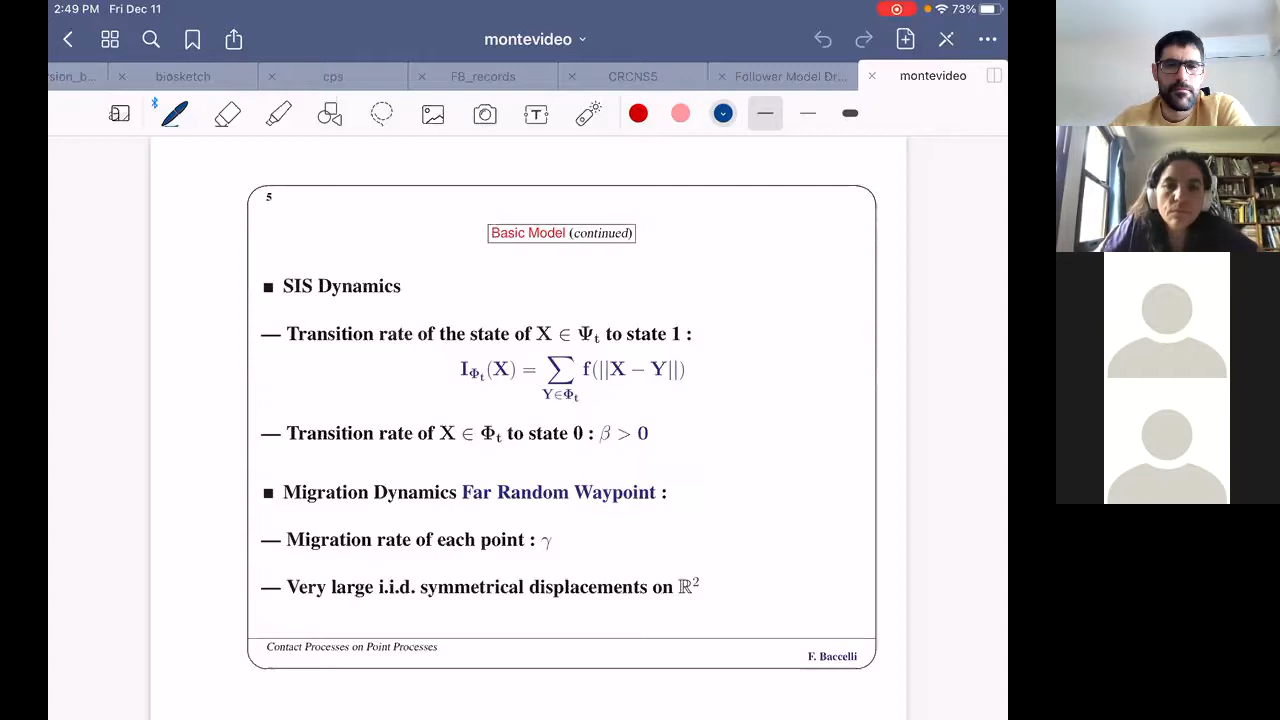 2:49 PM Fri Dec 11
73%
montevideo
rsion_b...
biosketch
cps
FB_records
CRCNS5
Follower Model Dr...
montevideo
5
Basic Model (continued)
■ SIS Dynamics
— Transition rate of the state of X ∈ Ψ_t to state 1 :
I_{Φ_t}(X) = ∑_{Y∈Φ_t} f(||X − Y||)
— Transition rate of X ∈ Φ_t to state 0 : β > 0
■ Migration Dynamics Far Random Waypoint :
— Migration rate of each point : γ
— Very large i.i.d. symmetrical displacements on ℝ²
Contact Processes on Point Processes
F. Baccelli